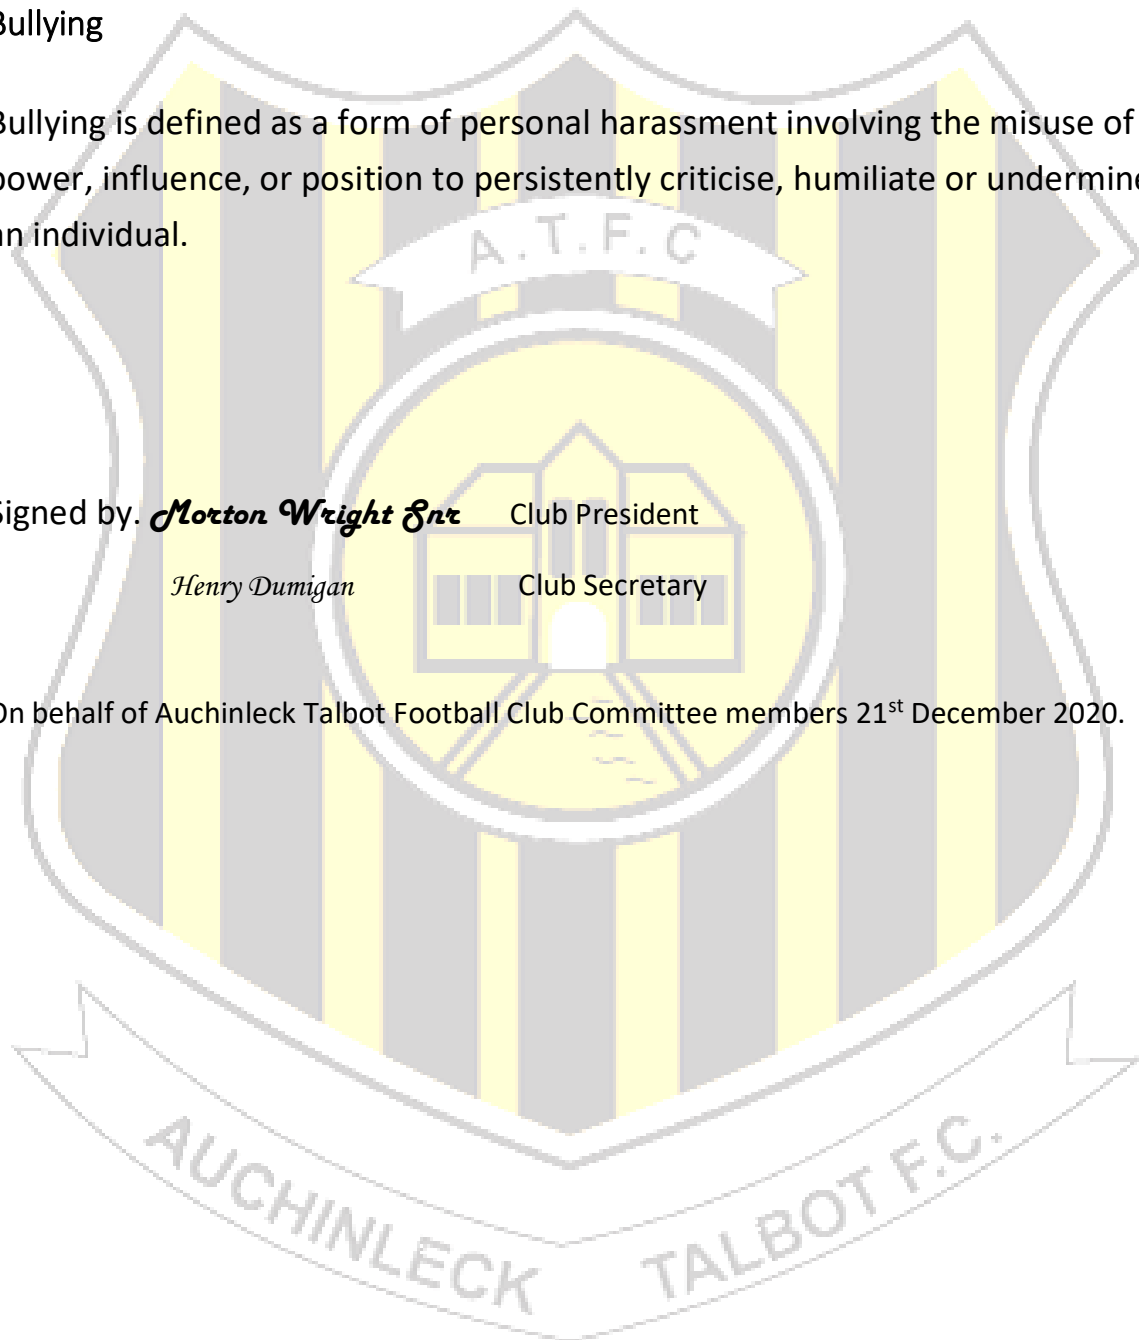 Bullying
Bullying is defined as a form of personal harassment involving the misuse of
power, influence, or position to persistently criticise, humiliate or undermine
an individual.
A.T.F.C
Signed by. Morton Wright Snr Club President
Henry Dumigan Club Secretary
On behalf of Auchinleck Talbot Football Club Committee members 21st December 2020.
AUCHINLECK TALBOT F.C.